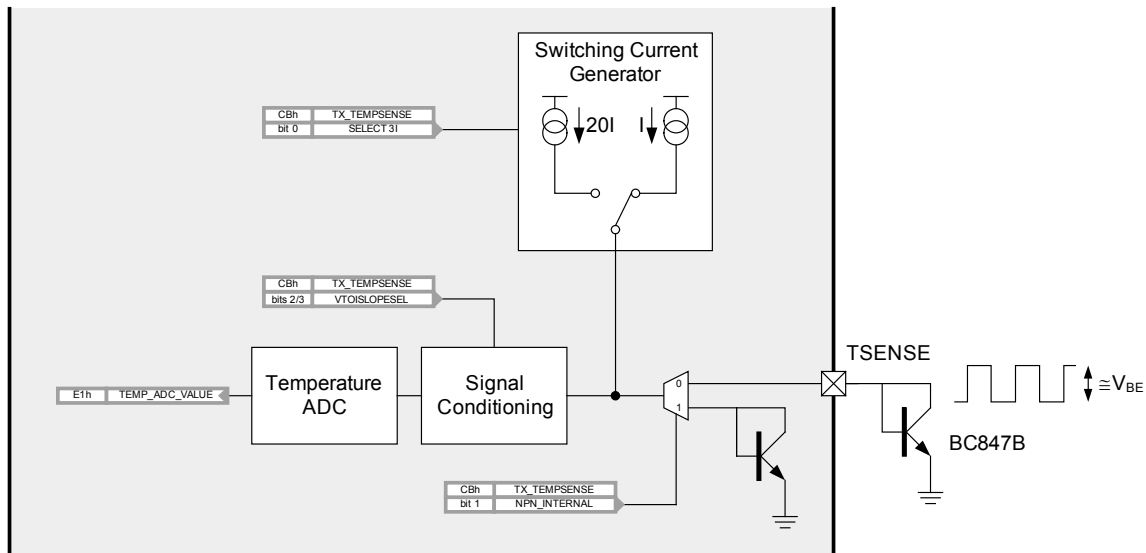 Switching Current
Generator
CBh TX_TEMPSENSE
bit 0 SELECT 3I
20I I
CBh TX_TEMPSENSE
bits 2/3 VTOISLOPESEL
TSENSE
E1h TEMP_ADC_VALUE
Temperature
ADC
Signal
Conditioning
0
1
≅VBE
BC847B
CBh TX_TEMPSENSE
bit 1 NPN_INTERNAL